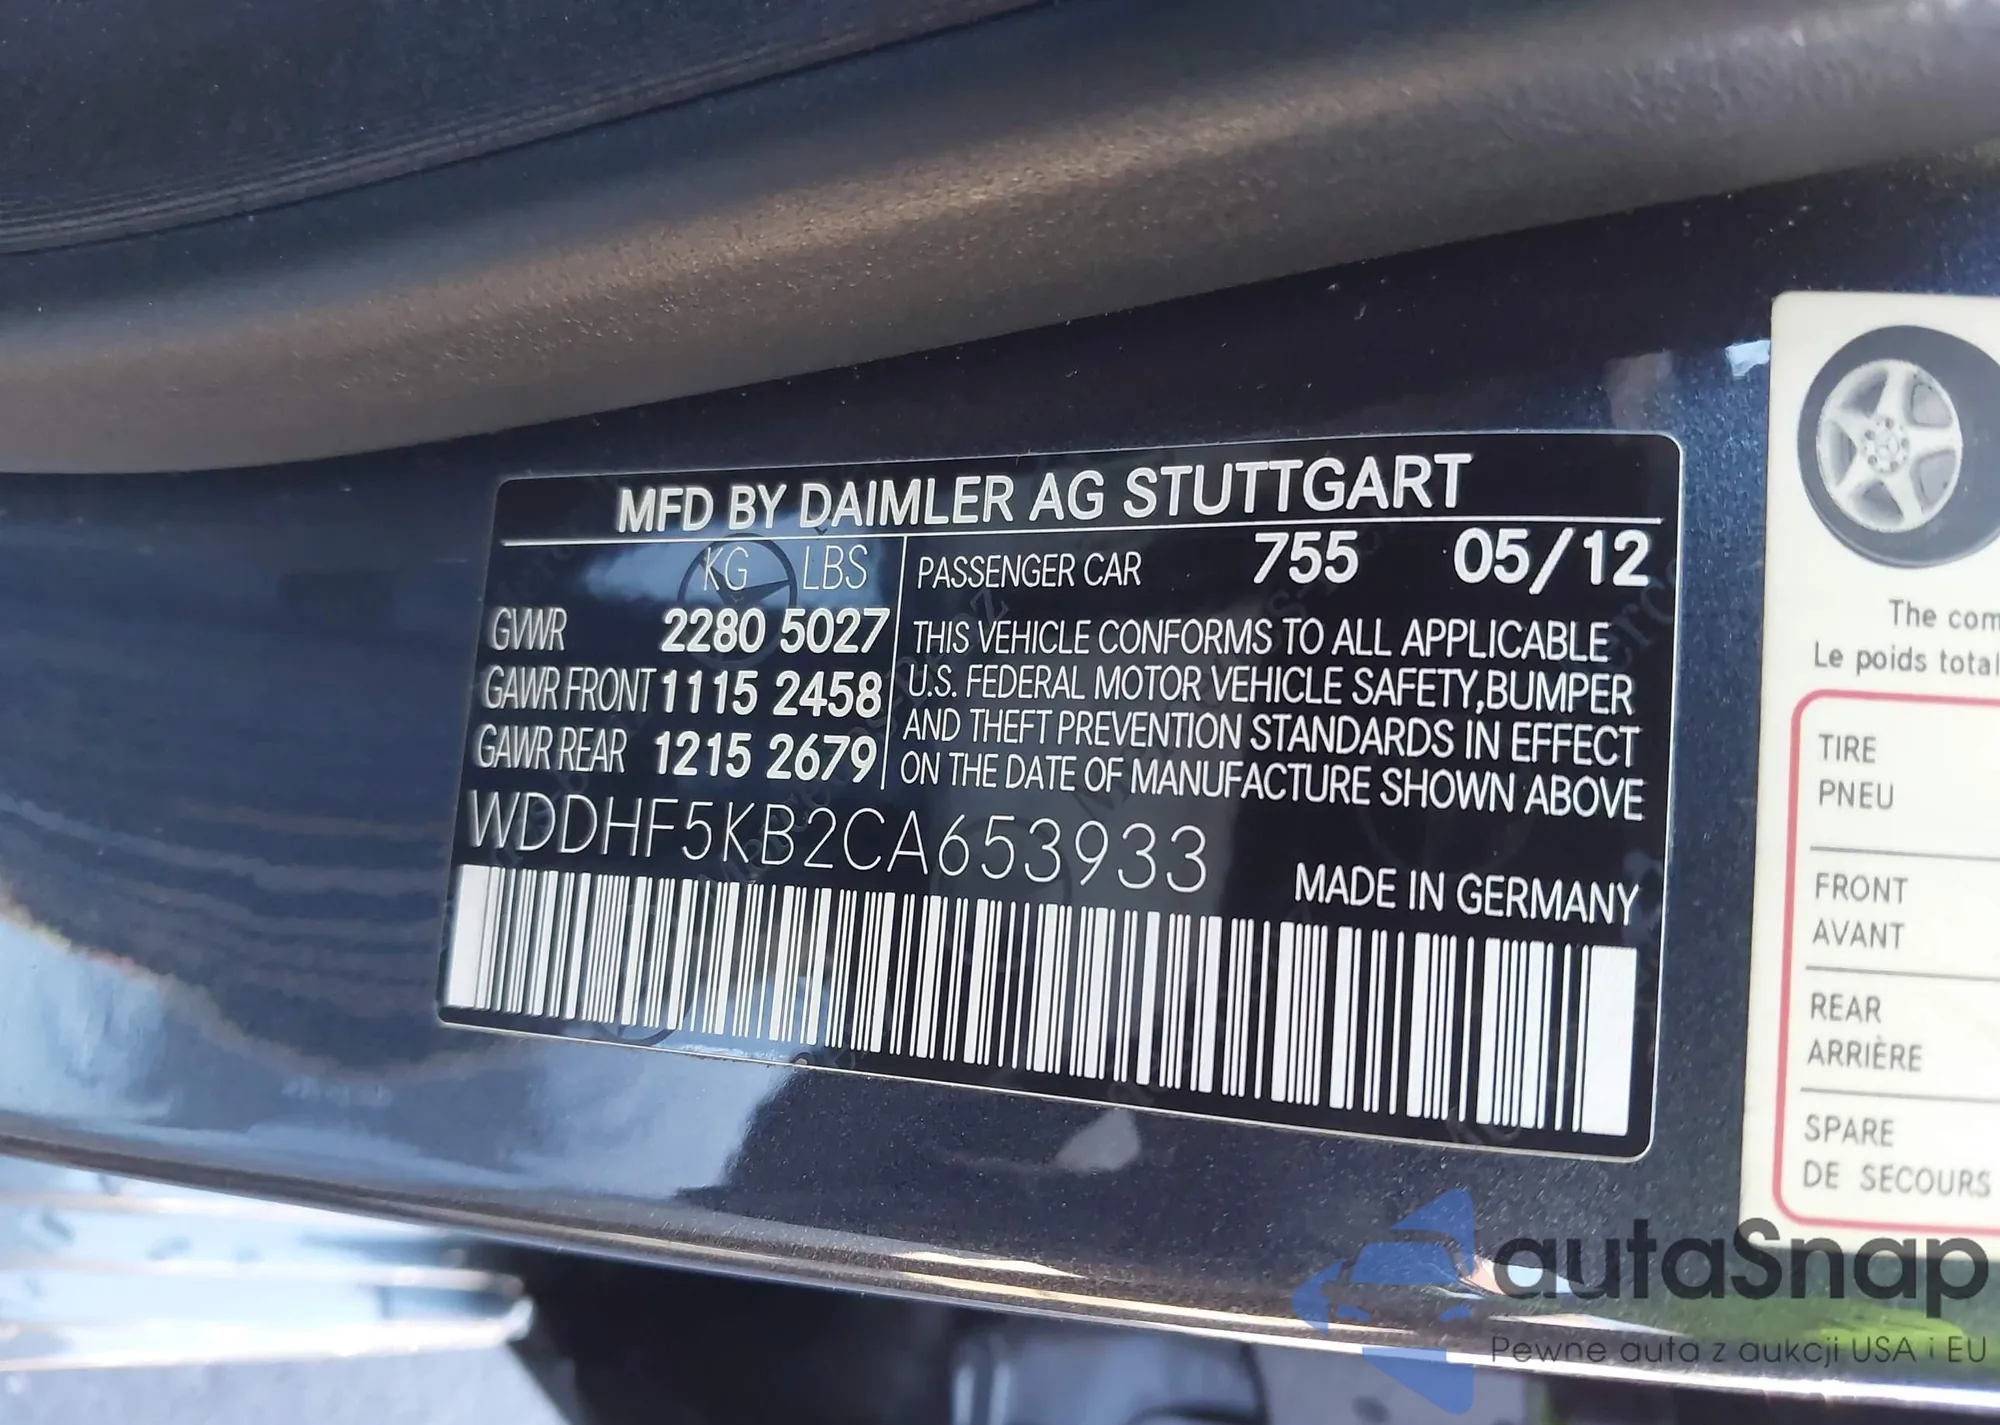 MFD BY DAIMLER AG STUTTGART
KG LBS
PASSENGER CAR 755 05/12
GVWR 2280 5027
GAWR FRONT 1115 2458
GAWR REAR 1215 2679
THIS VEHICLE CONFORMS TO ALL APPLICABLE
U.S. FEDERAL MOTOR VEHICLE SAFETY,BUMPER
AND THEFT PREVENTION STANDARDS IN EFFECT
ON THE DATE OF MANUFACTURE SHOWN ABOVE
WDDHF5KB2CA653933
MADE IN GERMANY
The com
Le poids total
TIRE
PNEU
FRONT
AVANT
REAR
ARRIÈRE
SPARE
DE SECOURS
autaSnap
Pewne auta z aukcji USA i EU